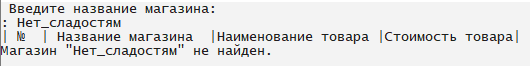 Введите название магазина:
: Нет_сладостям
| № | Название магазина |Наименование товара |Стоимость товара|
Магазин "Нет_сладостям" не найден.